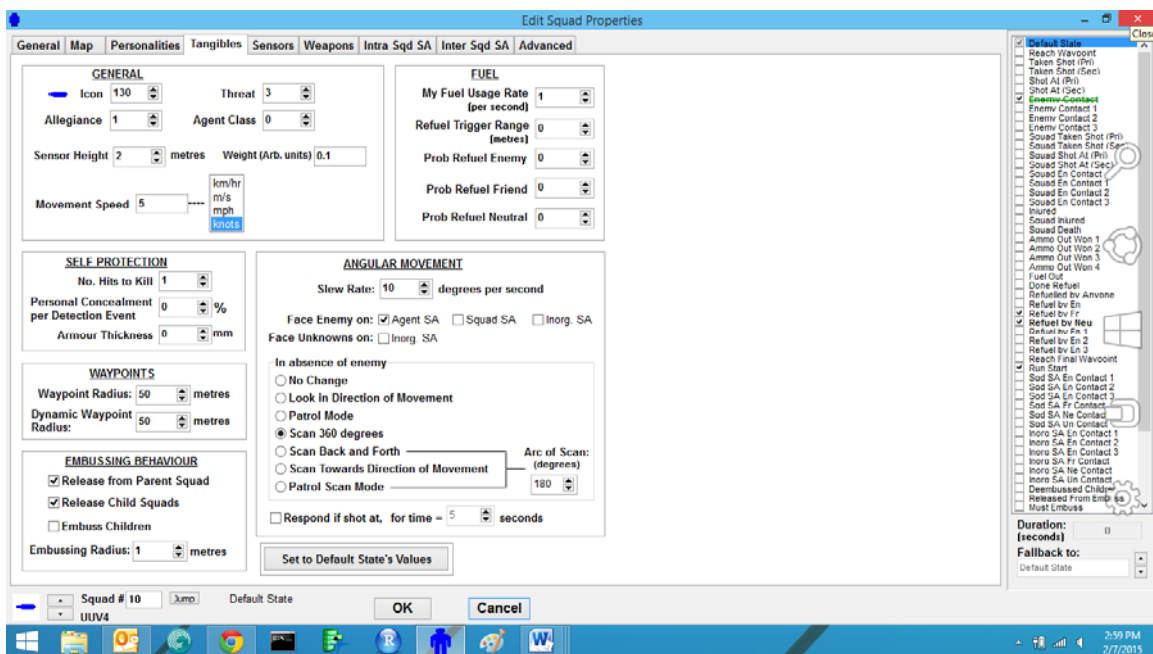 Edit Squad Properties
Close
General Map Personalities Tangibles Sensors Weapons Intra Sqd SA Inter Sqd SA Advanced
GENERAL
Icon 130 Threat 3
Allegiance 1 Agent Class 0
Sensor Height 2 metres Weight (Arb. units) 0.1
Movement Speed 5 ---- km/hr
m/s
mph
knots
FUEL
My Fuel Usage Rate 1
(per second)
Refuel Trigger Range 0
(metres)
Prob Refuel Enemy 0
Prob Refuel Friend 0
Prob Refuel Neutral 0
SELF PROTECTION
No. Hits to Kill 1
Personal Concealment 0 %
per Detection Event
Armour Thickness 0 mm
WAYPOINTS
Waypoint Radius: 50 metres
Dynamic Waypoint 50 metres
Radius:
EMBUSSING BEHAVIOUR
Release from Parent Squad
Release Child Squads
Embuss Children
Embussing Radius: 1 metres
ANGULAR MOVEMENT
Slew Rate: 10 degrees per second
Face Enemy on: Agent SA Squad SA Inorg. SA
Face Unknowns on: Inorg. SA
In absence of enemy
No Change
Look in Direction of Movement
Patrol Mode
Scan 360 degrees
Scan Back and Forth
Scan Towards Direction of Movement
Patrol Scan Mode
Arc of Scan:
(degrees)
180
Respond if shot at, for time = 5 seconds
Set to Default State's Values
Default State
Reach Waypoint
Taken Shot (Pri)
Taken Shot (Sec)
Shot At (Pri)
Shot At (Sec)
Enemy Contact
Enemy Contact 1
Enemy Contact 2
Enemy Contact 3
Squad Taken Shot (Pri)
Squad Taken Shot (Sec)
Squad Shot At (Pri)
Squad Shot At (Sec)
Squad En Contact
Squad En Contact 1
Squad En Contact 2
Squad En Contact 3
Injured
Squad Injured
Squad Death
Ammo Out Wpn 1
Ammo Out Wpn 2
Ammo Out Wpn 3
Ammo Out Wpn 4
Fuel Out
Done Refuel
Refuelled by Anyone
Refuel by En
Refuel by Fr
Refuel by Neu
Refuel by En 1
Refuel by En 2
Refuel by En 3
Reach Final Waypoint
Run Start
Sqd SA En Contact 1
Sqd SA En Contact 2
Sqd SA En Contact 3
Sqd SA Fr Contact
Sqd SA Ne Contact
Sqd SA Un Contact
Inorg SA En Contact 1
Inorg SA En Contact 2
Inorg SA En Contact 3
Inorg SA Fr Contact
Inorg SA Ne Contact
Inorg SA Un Contact
Deembussed Children
Released From Embuss
Must Embuss
Duration:
(seconds) 0
Fallback to:
Default State
Squad # 10 Jump Default State
UUV4
OK Cancel
2:59 PM
2/7/2015